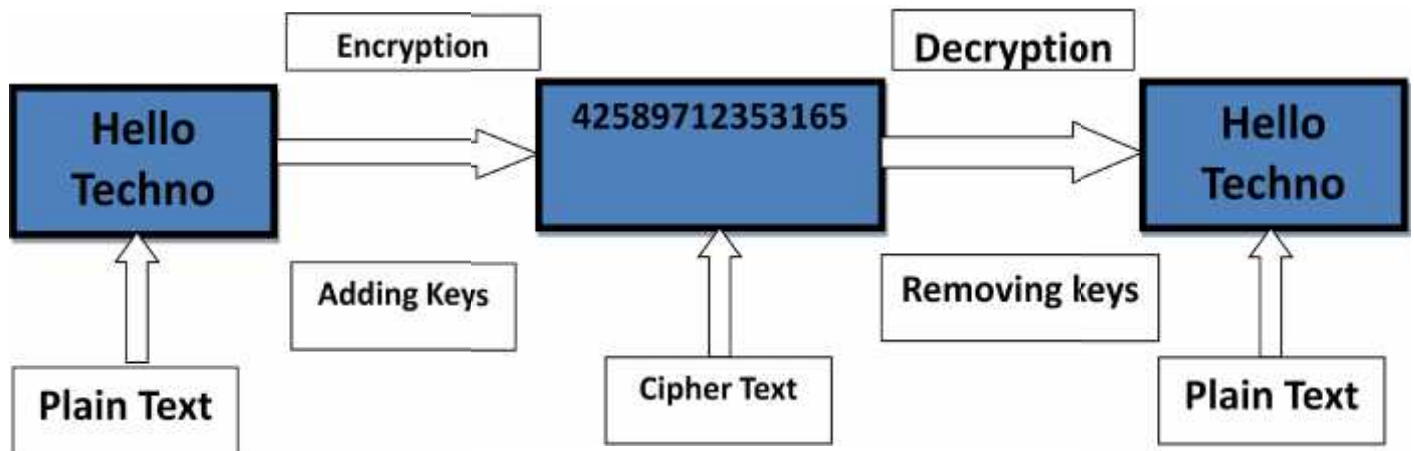 Encryption
Decryption
Hello
Techno
42589712353165
Hello
Techno
Adding Keys
Removing keys
Plain Text
Cipher Text
Plain Text